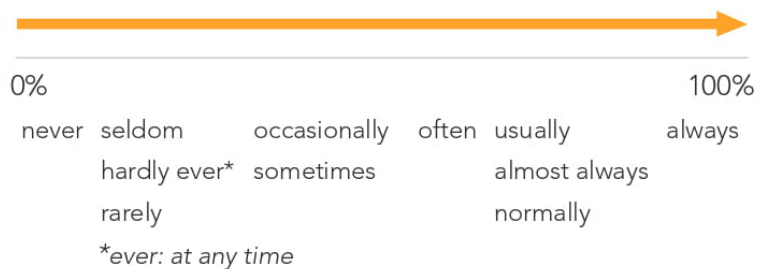 0% 100%
never seldom occasionally often usually always
hardly ever* sometimes almost always
rarely normally
*ever: at any time